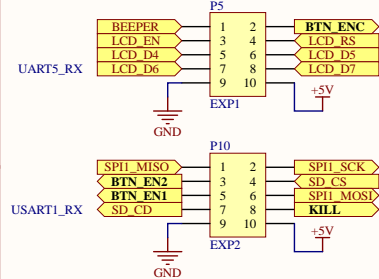 P5
BEEPER 1 2 BTN_ENC
LCD_EN 3 4 LCD_RS
LCD_D4 5 6 LCD_D5
UART5_RX LCD_D6 7 8 LCD_D7
9 10
EXP1 +5V
GND
P10
SPI1_MISO 1 2 SPI1_SCK
BTN_EN2 3 4 SD_CS
BTN_EN1 5 6 SPI1_MOSI
USART1_RX SD_CD 7 8 KILL
9 10
EXP2 +5V
GND